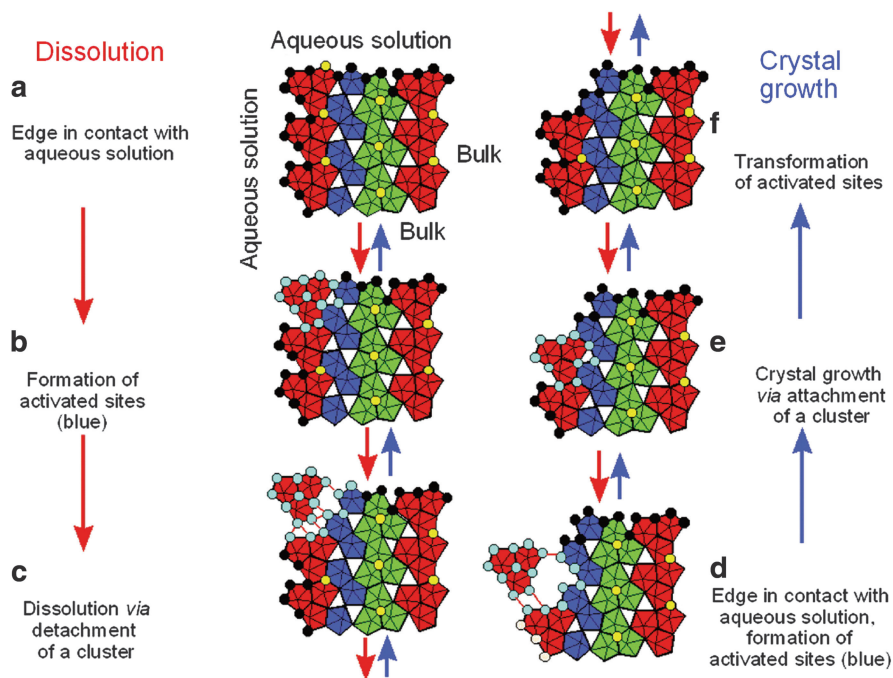 Dissolution
a
Edge in contact with
aqueous solution
b
Formation of
activated sites
(blue)
c
Dissolution via
detachment
of a cluster
Aqueous solution
Aqueous solution
Bulk
Bulk
Crystal
growth
f
Transformation
of activated sites
e
Crystal growth
via attachment
of a cluster
d
Edge in contact with
aqueous solution,
formation of
activated sites (blue)